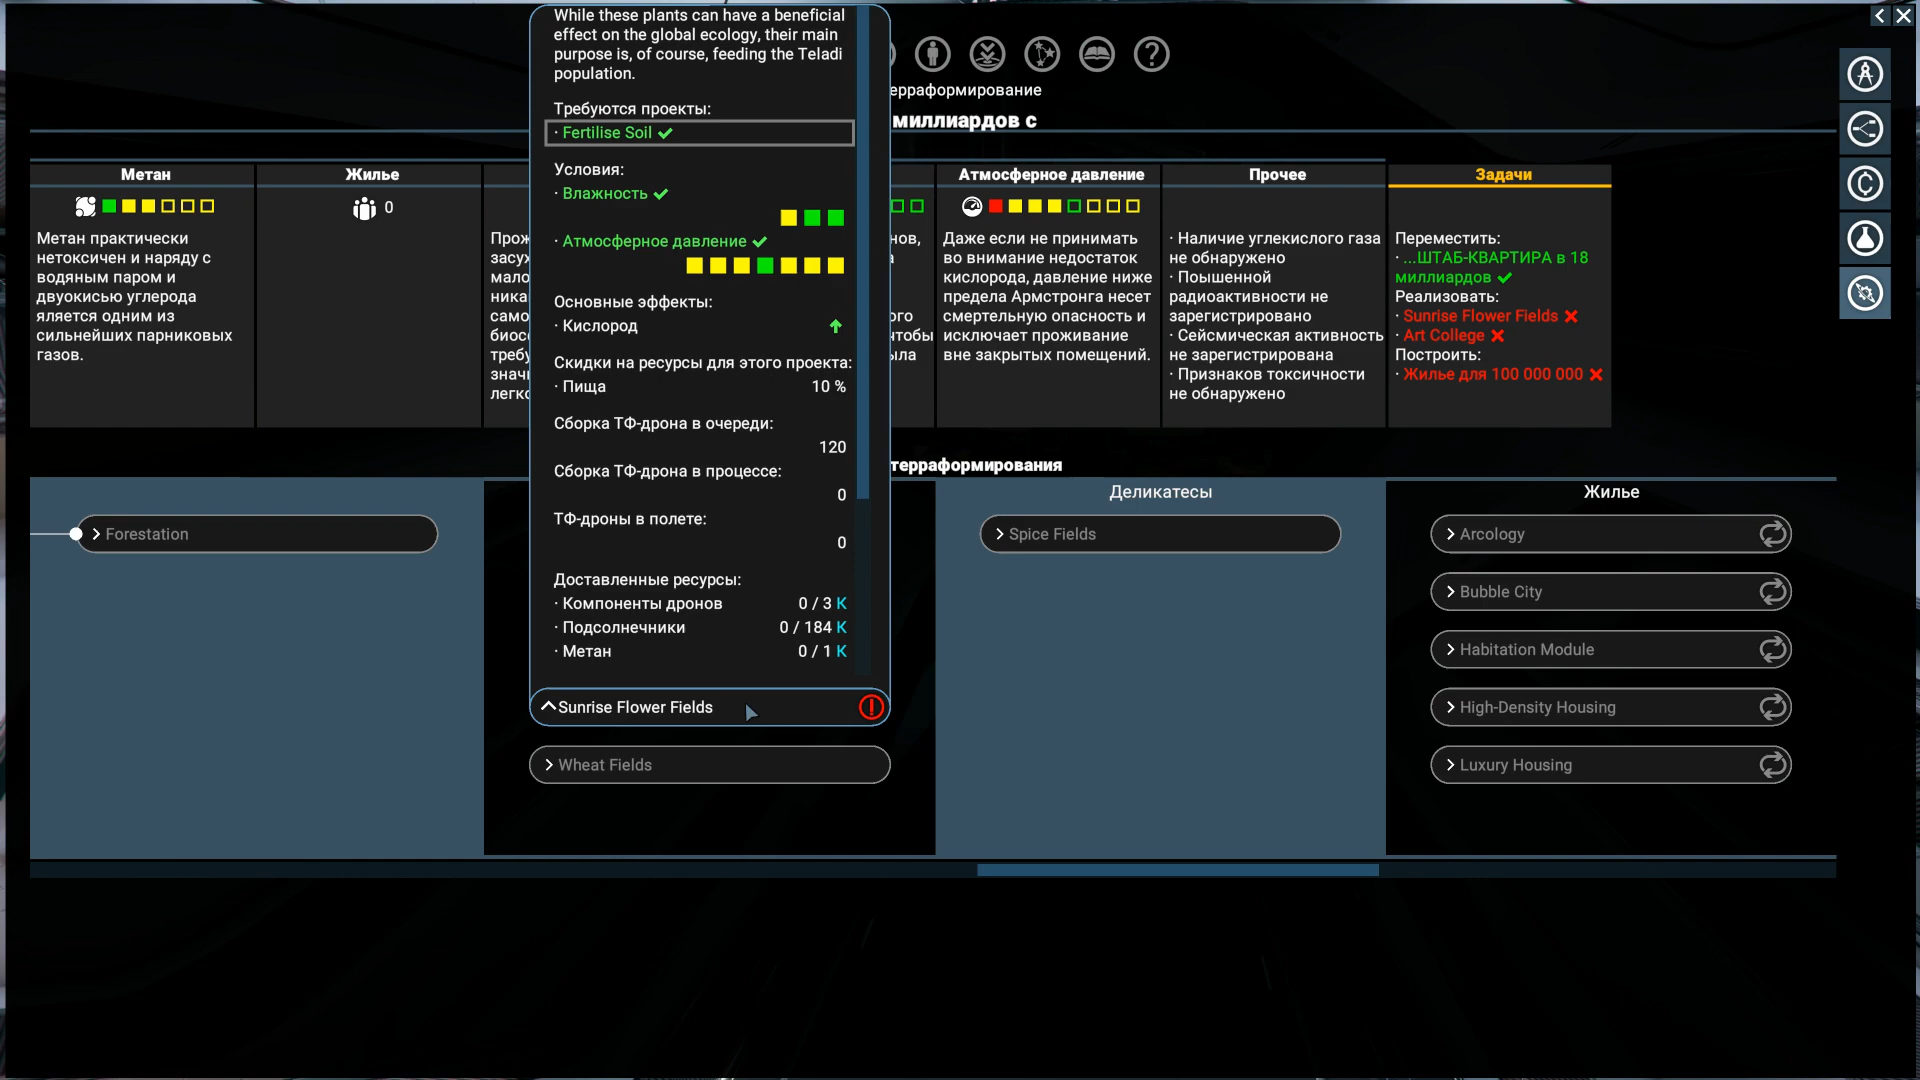 While these plants can have a beneficial
effect on the global ecology, their main
purpose is, of course, feeding the Teladi
population.
Требуются проекты:
· Fertilise Soil
Условия:
· Влажность
· Атмосферное давление
Основные эффекты:
· Кислород
Скидки на ресурсы для этого проекта:
· Пища 10 %
Сборка ТФ-дрона в очереди:
120
Сборка ТФ-дрона в процессе:
0
ТФ-дроны в полете:
0
Доставленные ресурсы:
· Компоненты дронов 0 / 3 K
· Подсолнечники 0 / 184 K
· Метан 0 / 1 K
Sunrise Flower Fields
Wheat Fields
ерраформирование
миллиардов с
Метан
Метан практически
нетоксичен и наряду с
водяным паром и
двуокисью углерода
яляется одним из
сильнейших парниковых
газов.
Жилье
0
Атмосферное давление
Даже если не принимать
во внимание недостаток
кислорода, давление ниже
предела Армстронга несет
смертельную опасность и
исключает проживание
вне закрытых помещений.
Прочее
· Наличие углекислого газа
не обнаружено
· Поышенной
радиоактивности не
зарегистрировано
· Сейсмическая активность
не зарегистрирована
· Признаков токсичности
не обнаружено
Задачи
Переместить:
· ...ШТАБ-КВАРТИРА в 18
миллиардов
Реализовать:
· Sunrise Flower Fields
· Art College
Построить:
· Жилье для 100 000 000
терраформирования
Forestation
Деликатесы
Spice Fields
Жилье
Arcology
Bubble City
Habitation Module
High-Density Housing
Luxury Housing